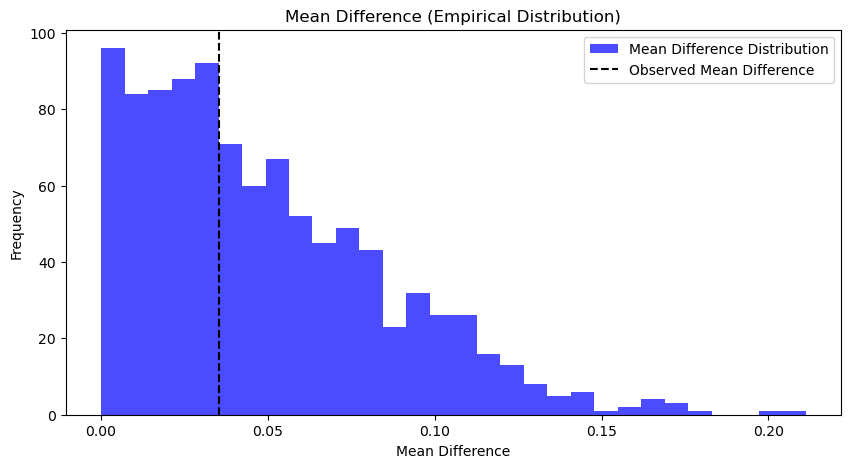 Mean Difference (Empirical Distribution)
Mean Difference Distribution
Observed Mean Difference
Frequency
100
80
60
40
20
0
0.00 0.05 0.10 0.15 0.20
Mean Difference